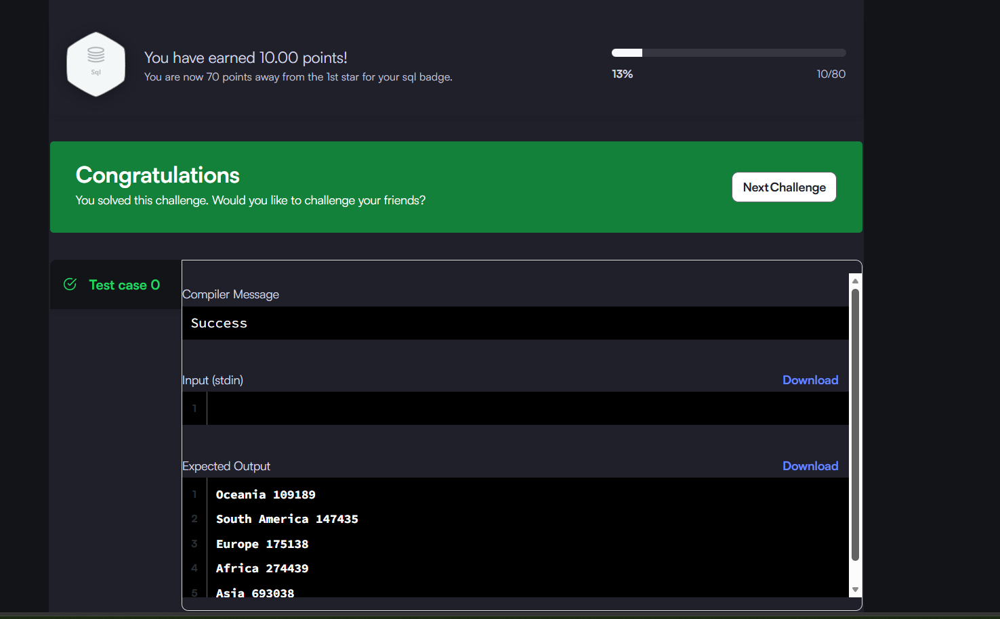 Sql
You have earned 10.00 points!
You are now 70 points away from the 1st star for your sql badge.
13%
10/80
Congratulations
You solved this challenge. Would you like to challenge your friends?
Next Challenge
Test case 0
Compiler Message
Success
Input (stdin)
Download
1
Expected Output
Download
1 Oceania 109189
2 South America 147435
3 Europe 175138
4 Africa 274439
5 Asia 693038